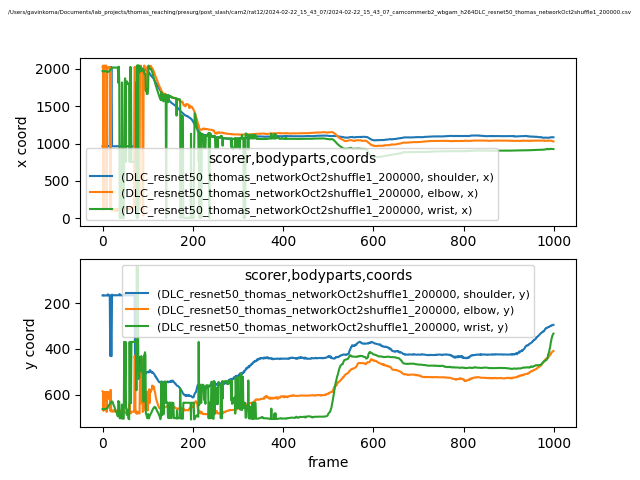 /Users/gavinkoma/Documents/lab_projects/thomas_reaching/presurg/post_slash/cam2/rat12/2024-02-22_15_43_07/2024-02-22_15_43_07_camcommerb2_wbgam_h264DLC_resnet50_thomas_networkOct2shuffle1_200000.csv
2000
1500
1000
500
0
x coord
scorer,bodyparts,coords
(DLC_resnet50_thomas_networkOct2shuffle1_200000, shoulder, x)
(DLC_resnet50_thomas_networkOct2shuffle1_200000, elbow, x)
(DLC_resnet50_thomas_networkOct2shuffle1_200000, wrist, x)
0 200 400 600 800 1000
200
400
600
y coord
scorer,bodyparts,coords
(DLC_resnet50_thomas_networkOct2shuffle1_200000, shoulder, y)
(DLC_resnet50_thomas_networkOct2shuffle1_200000, elbow, y)
(DLC_resnet50_thomas_networkOct2shuffle1_200000, wrist, y)
0 200 400 600 800 1000
frame